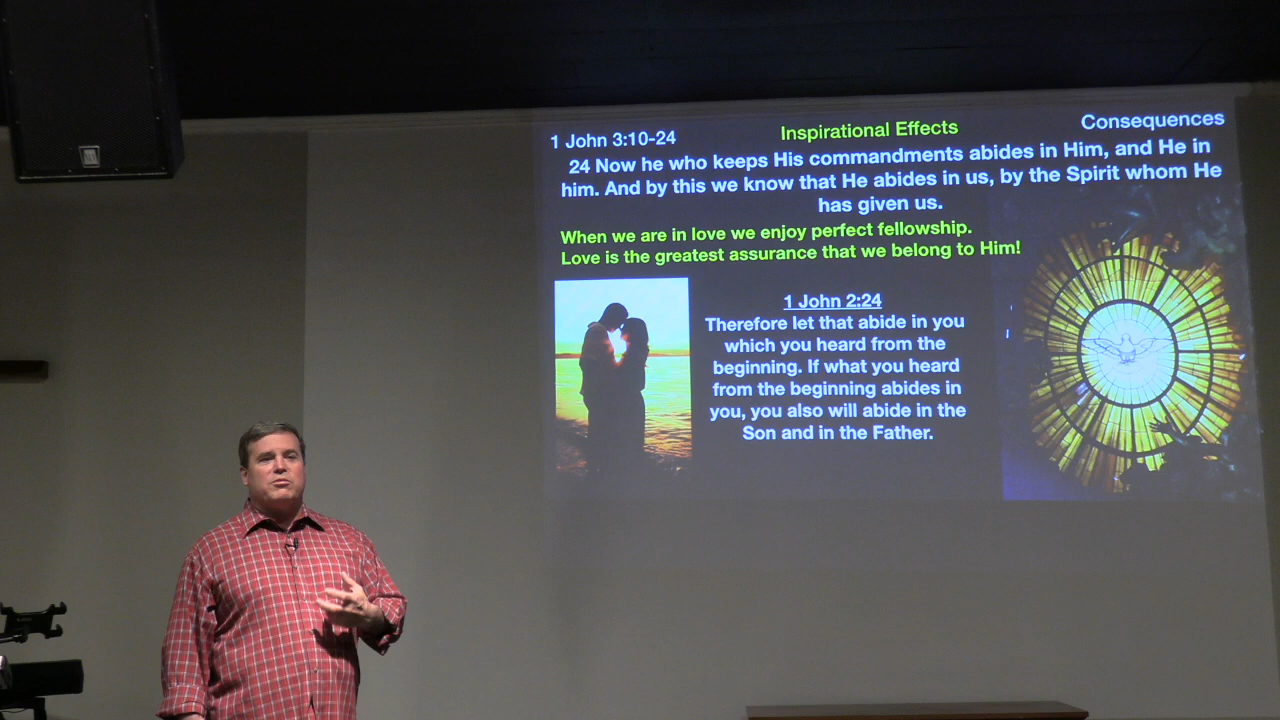 1 John 3:10-24
Inspirational Effects
Consequences
24 Now he who keeps His commandments abides in Him, and He in
him. And by this we know that He abides in us, by the Spirit whom He
has given us.
When we are in love we enjoy perfect fellowship.
Love is the greatest assurance that we belong to Him!
1 John 2:24
Therefore let that abide in you
which you heard from the
beginning. If what you heard
from the beginning abides in
you, you also will abide in the
Son and in the Father.